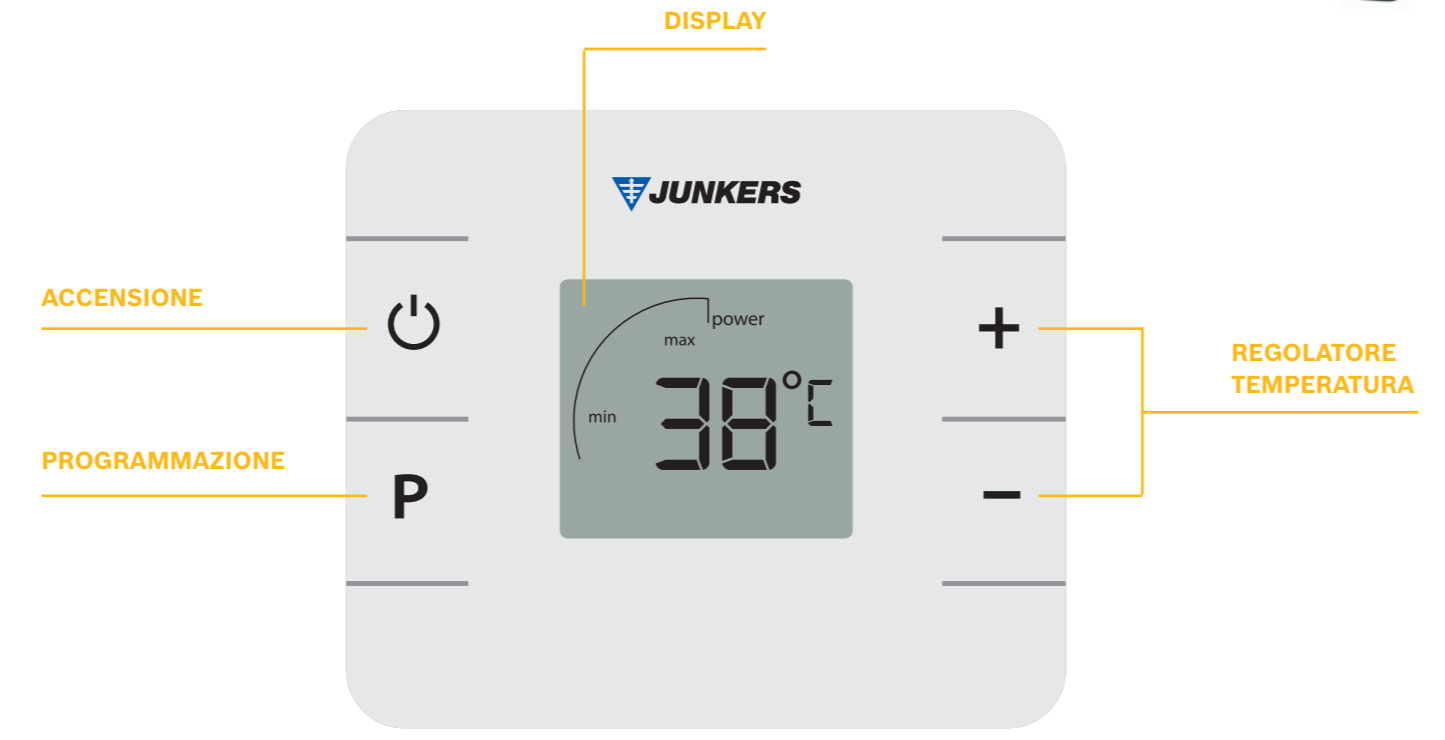 DISPLAY
JUNKERS
ACCENSIONE
power
max
+
REGOLATORE
TEMPERATURA
38°C
min
PROGRAMMAZIONE
P
−